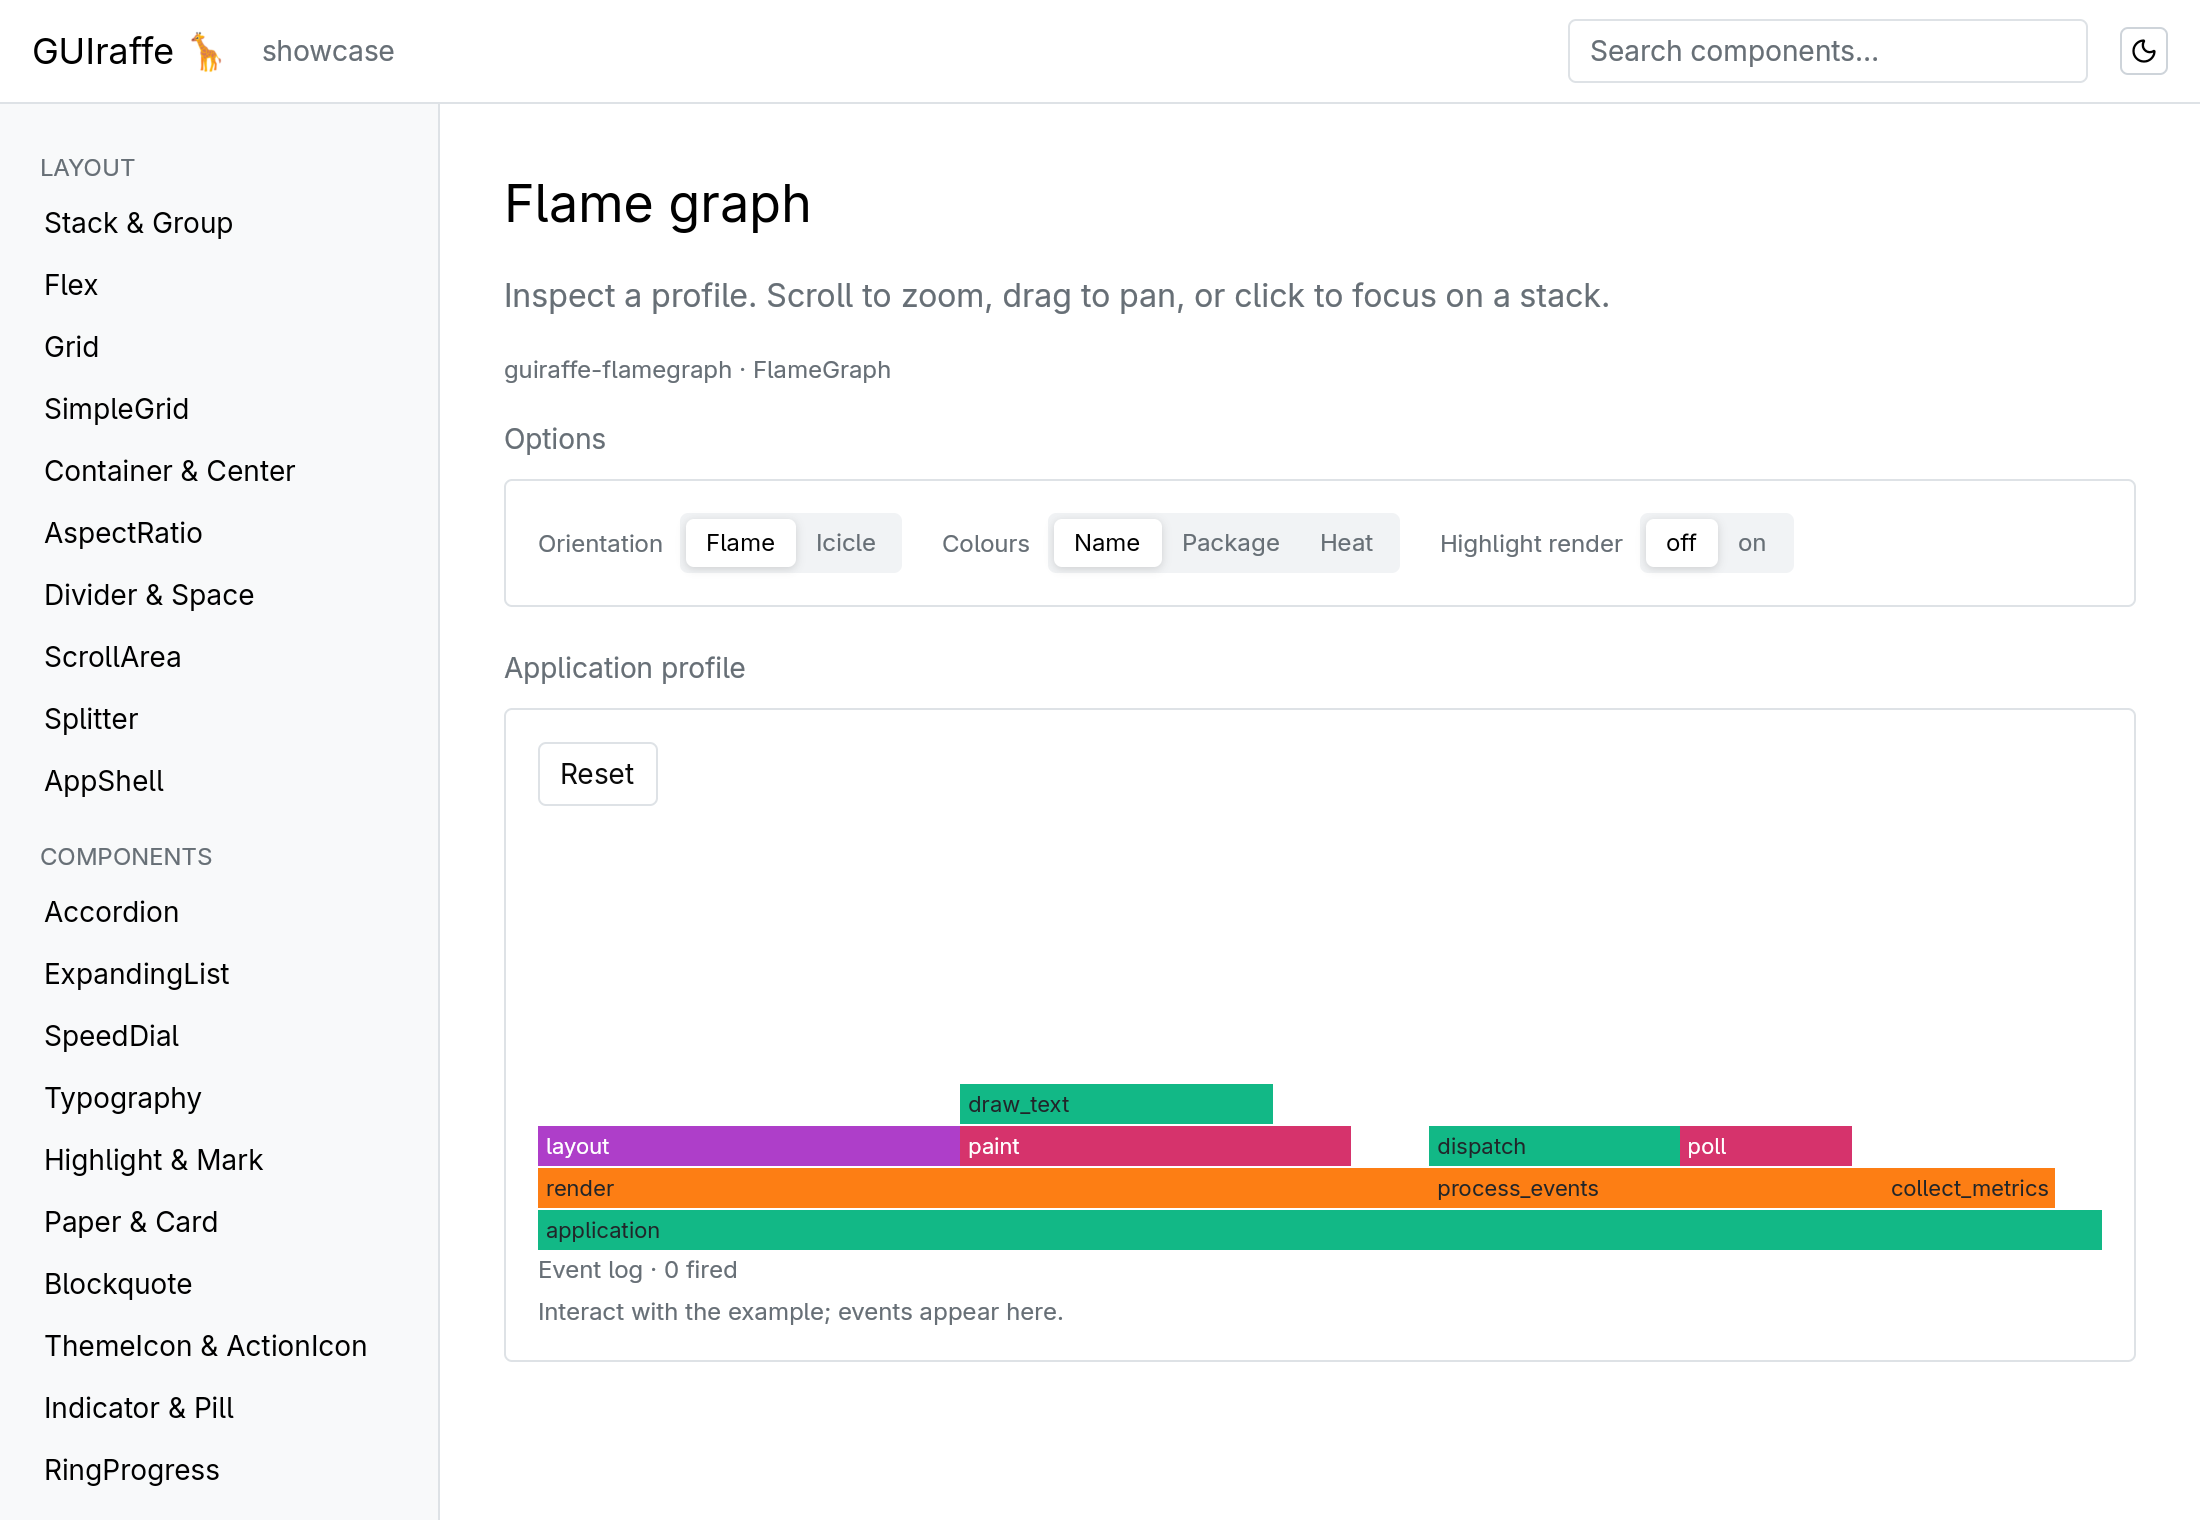 GUIraffe 🦒 showcase Search components...
LAYOUT
Stack & Group
Flex
Grid
SimpleGrid
Container & Center
AspectRatio
Divider & Space
ScrollArea
Splitter
AppShell
COMPONENTS
Accordion
ExpandingList
SpeedDial
Typography
Highlight & Mark
Paper & Card
Blockquote
ThemeIcon & ActionIcon
Indicator & Pill
RingProgress
Flame graph
Inspect a profile. Scroll to zoom, drag to pan, or click to focus on a stack.
guiraffe-flamegraph · FlameGraph
Options
Orientation Flame Icicle Colours Name Package Heat Highlight render off on
Application profile
Reset
draw_text
layout paint dispatch poll
render process_events collect_metrics
application
Event log · 0 fired
Interact with the example; events appear here.